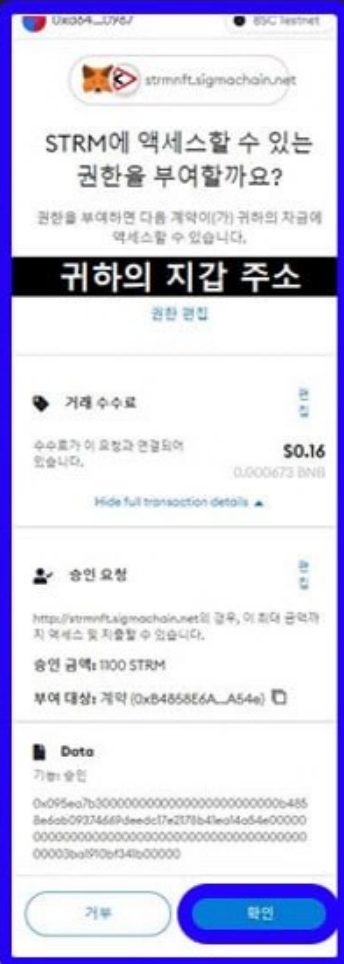 0xa64...0967
BSC Testnet
strmnft.sigmachain.net
STRM에 액세스할 수 있는
권한을 부여할까요?
권한을 부여하면 다음 계약이(가) 귀하의 자금에
액세스할 수 있습니다.
귀하의 지갑 주소
권한 편집
거래 수수료
편
집
수수료가 이 요청과 연결되어
있습니다.
$0.16
0.000673 BNB
Hide full transaction details
승인 요청
편
집
http://strmnft.sigmachain.net의 경우, 이 최대 금액까
지 액세스 및 지출할 수 있습니다.
승인 금액: 1100 STRM
부여 대상: 계약 (0xB4858E6A...A54e)
Data
기능: 승인
0x095ea7b3000000000000000000000000b485
8e6ab09374669deedc17e2178b41ea14a54e00000
0000000000000000000000000000000000000000
00003ba1910bf341b00000
거부
확인